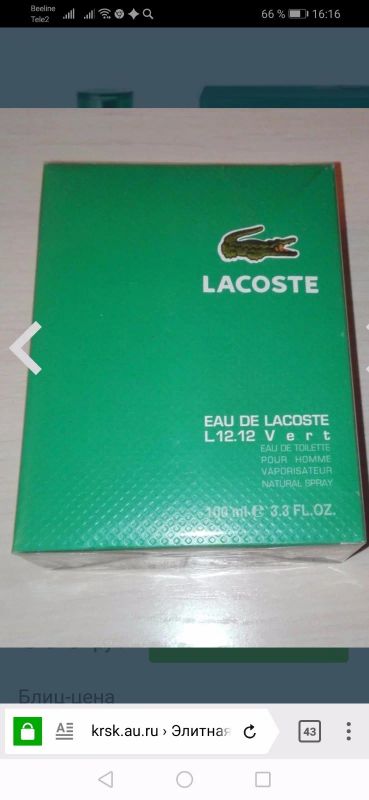 Beeline
Tele2
66 %
16:16
LACOSTE
EAU DE LACOSTE
L12.12 Vert
EAU DE TOILETTE
POUR HOMME
VAPORISATEUR
NATURAL SPRAY
100 ml ℮ 3.3 FL.OZ.
Блиц-цена
krsk.au.ru › Элитная
43